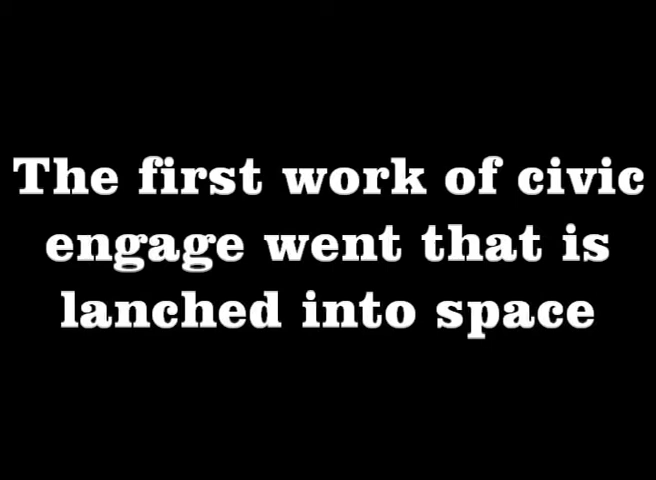 The first work of civic
engage went that is
lanched into space